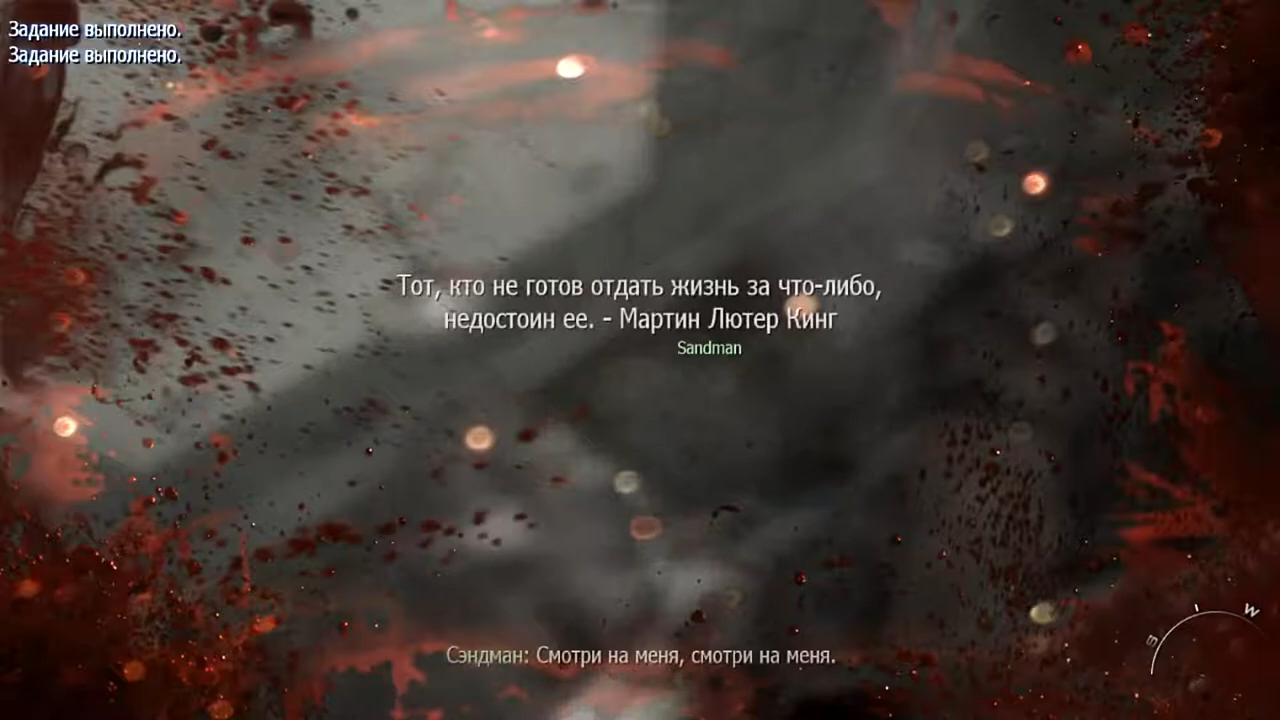 Задание выполнено.
Задание выполнено.
Тот, кто не готов отдать жизнь за что-либо,
недостоин ее. - Мартин Лютер Кинг
Sandman
Сэндман: Смотри на меня, смотри на меня.
S
W